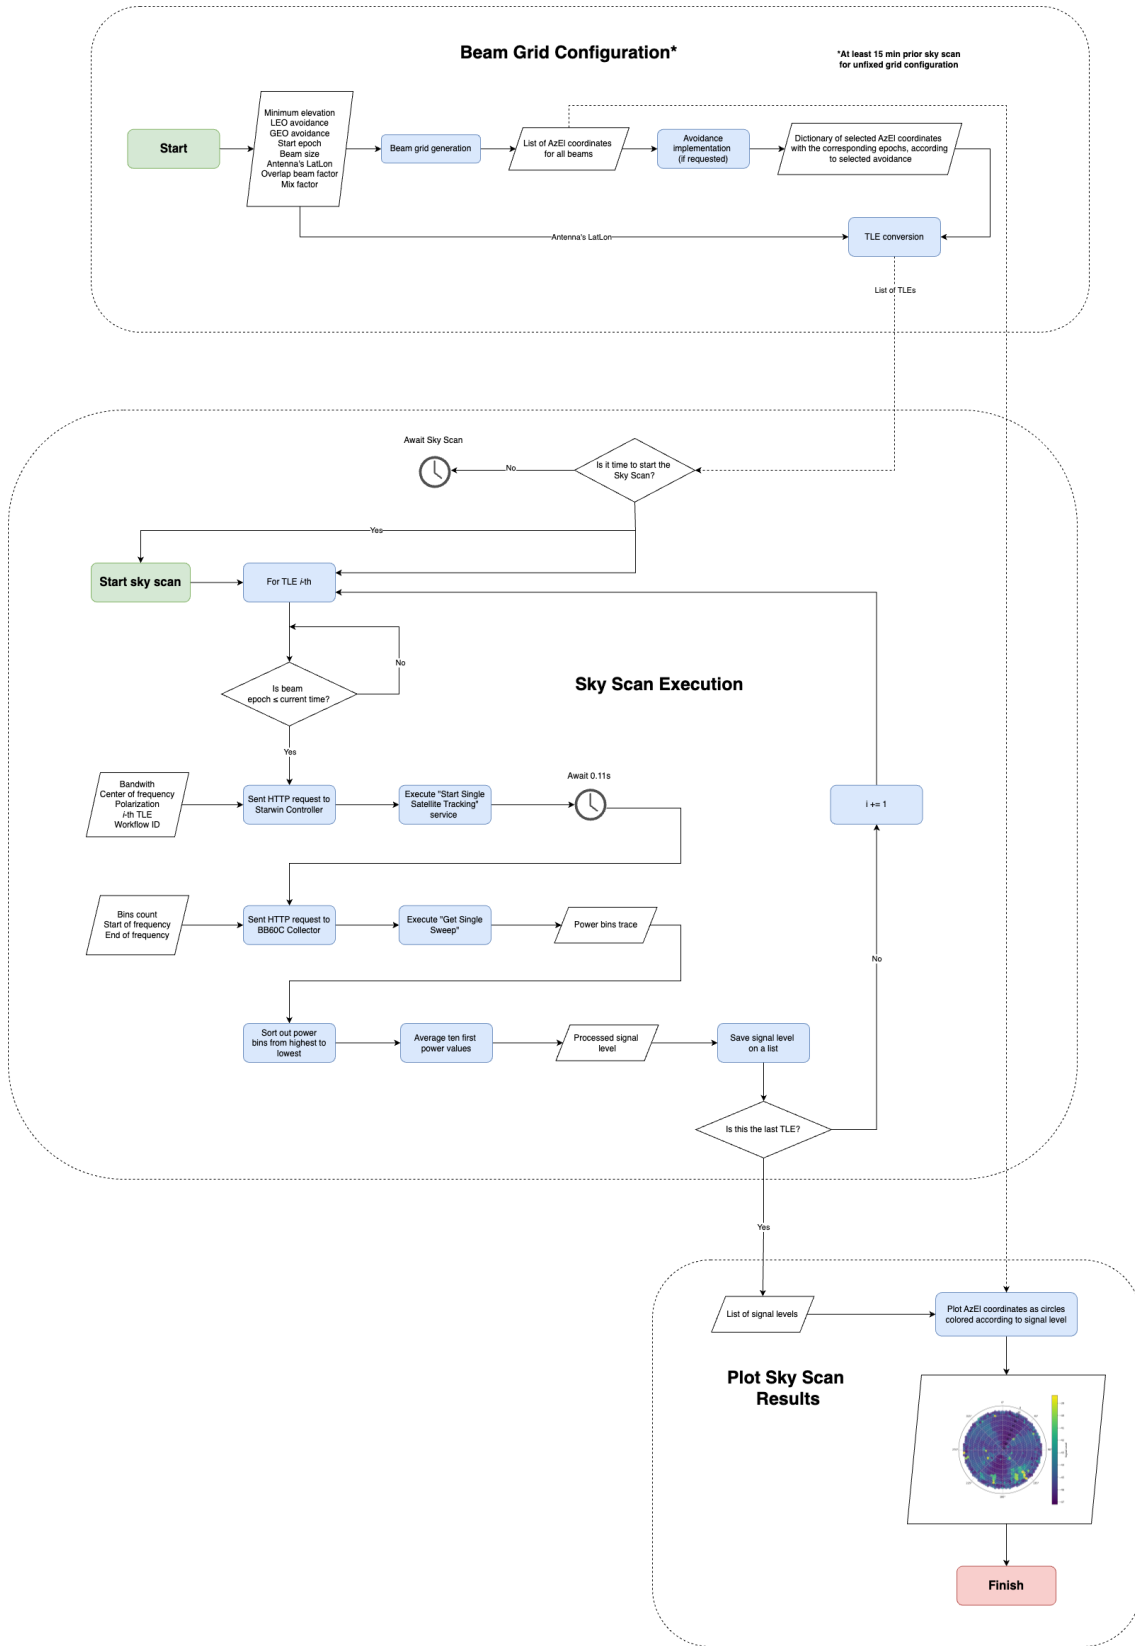 Beam Grid Configuration*
*At least 15 min prior sky scan
for unfixed grid configuration
Start
Minimum elevation
LEO avoidance
GEO avoidance
Start epoch
Beam size
Antenna's LatLon
Overlap beam factor
Mix factor
Beam grid generation
List of AzEl coordinates
for all beams
Avoidance
implementation
(if requested)
Dictionary of selected AzEl coordinates
with the corresponding epochs, according
to selected avoidance
Antenna's LatLon
TLE conversion
List of TLEs
Await Sky Scan
No
Is it time to start the
Sky Scan?
Yes
Start sky scan
For TLE i-th
No
Is beam
epoch ≤ current time?
Sky Scan Execution
Yes
Bandwith
Center of frequency
Polarization
i-th TLE
Workflow ID
Sent HTTP request to
Starwin Controller
Execute "Start Single
Satellite Tracking"
service
Await 0.11s
i += 1
Bins count
Start of frequency
End of frequency
Sent HTTP request to
BB60C Collector
Execute "Get Single
Sweep"
Power bins trace
No
Sort out power
bins from highest to
lowest
Average ten first
power values
Processed signal
level
Save signal level
on a list
Is this the last TLE?
Yes
List of signal levels
Plot AzEl coordinates as circles
colored according to signal level
Plot Sky Scan
Results
Finish